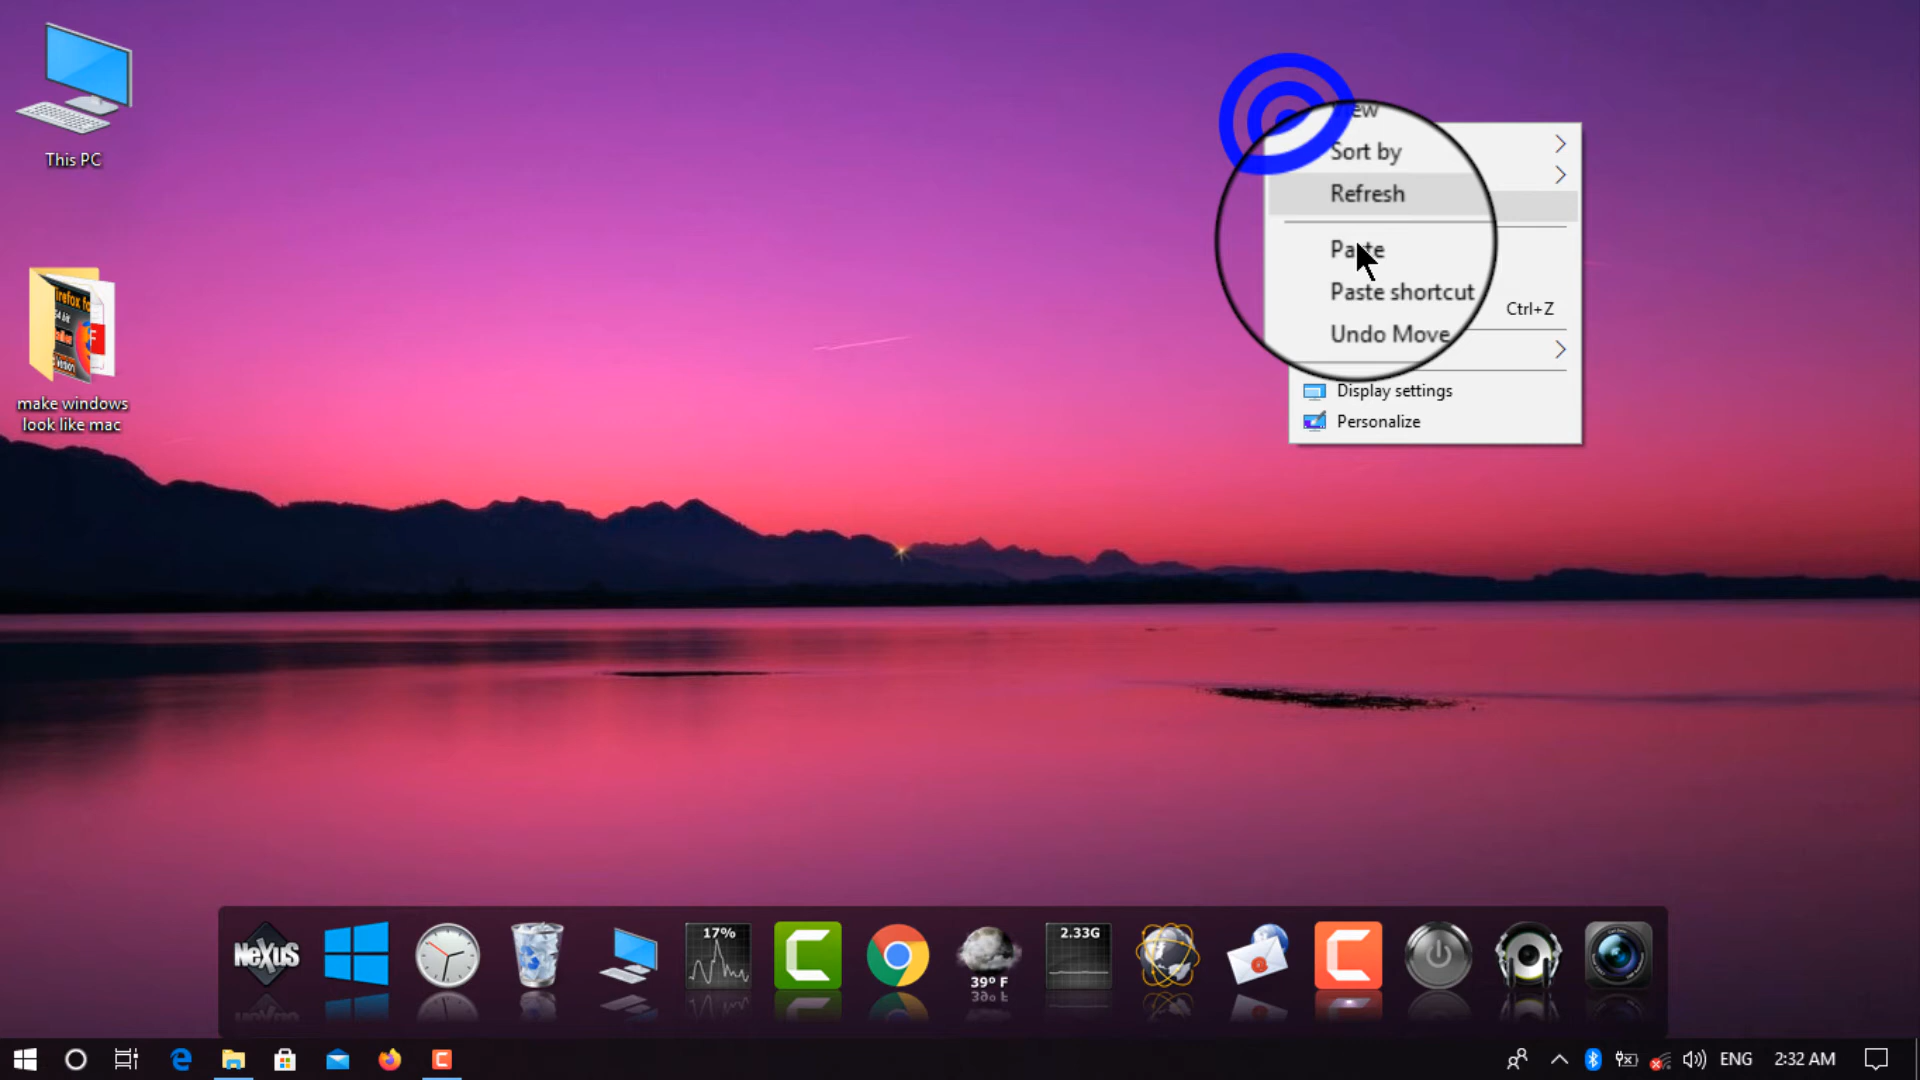 This PC
make windows
look like mac
Sort by
Refresh
Paste
Paste shortcut
Undo Move
Ctrl+Z
Display settings
Personalize
NeXuS
17%
39° F
2.33G
ENG
2:32 AM